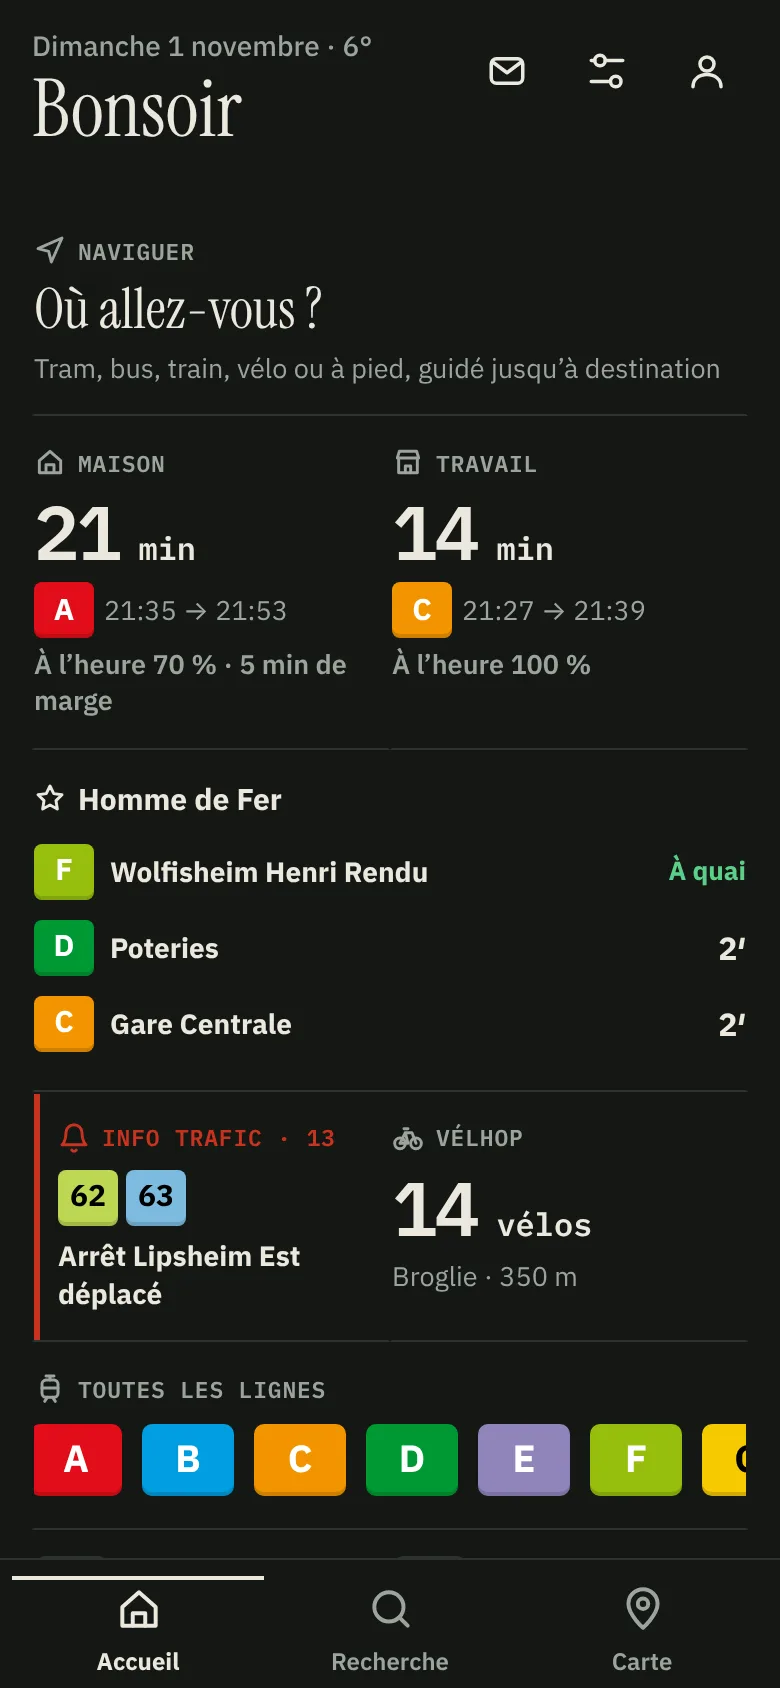 Dimanche 1 novembre · 6°
Bonsoir
NAVIGUER
Où allez-vous ?
Tram, bus, train, vélo ou à pied, guidé jusqu’à destination
MAISON
21 min
A 21:35 → 21:53
À l’heure 70 % · 5 min de
marge
TRAVAIL
14 min
C 21:27 → 21:39
À l’heure 100 %
Homme de Fer
F Wolfisheim Henri Rendu À quai
D Poteries 2′
C Gare Centrale 2′
INFO TRAFIC · 13
62 63
Arrêt Lipsheim Est
déplacé
VÉLHOP
14 vélos
Broglie · 350 m
TOUTES LES LIGNES
A B C D E F
Accueil
Recherche
Carte